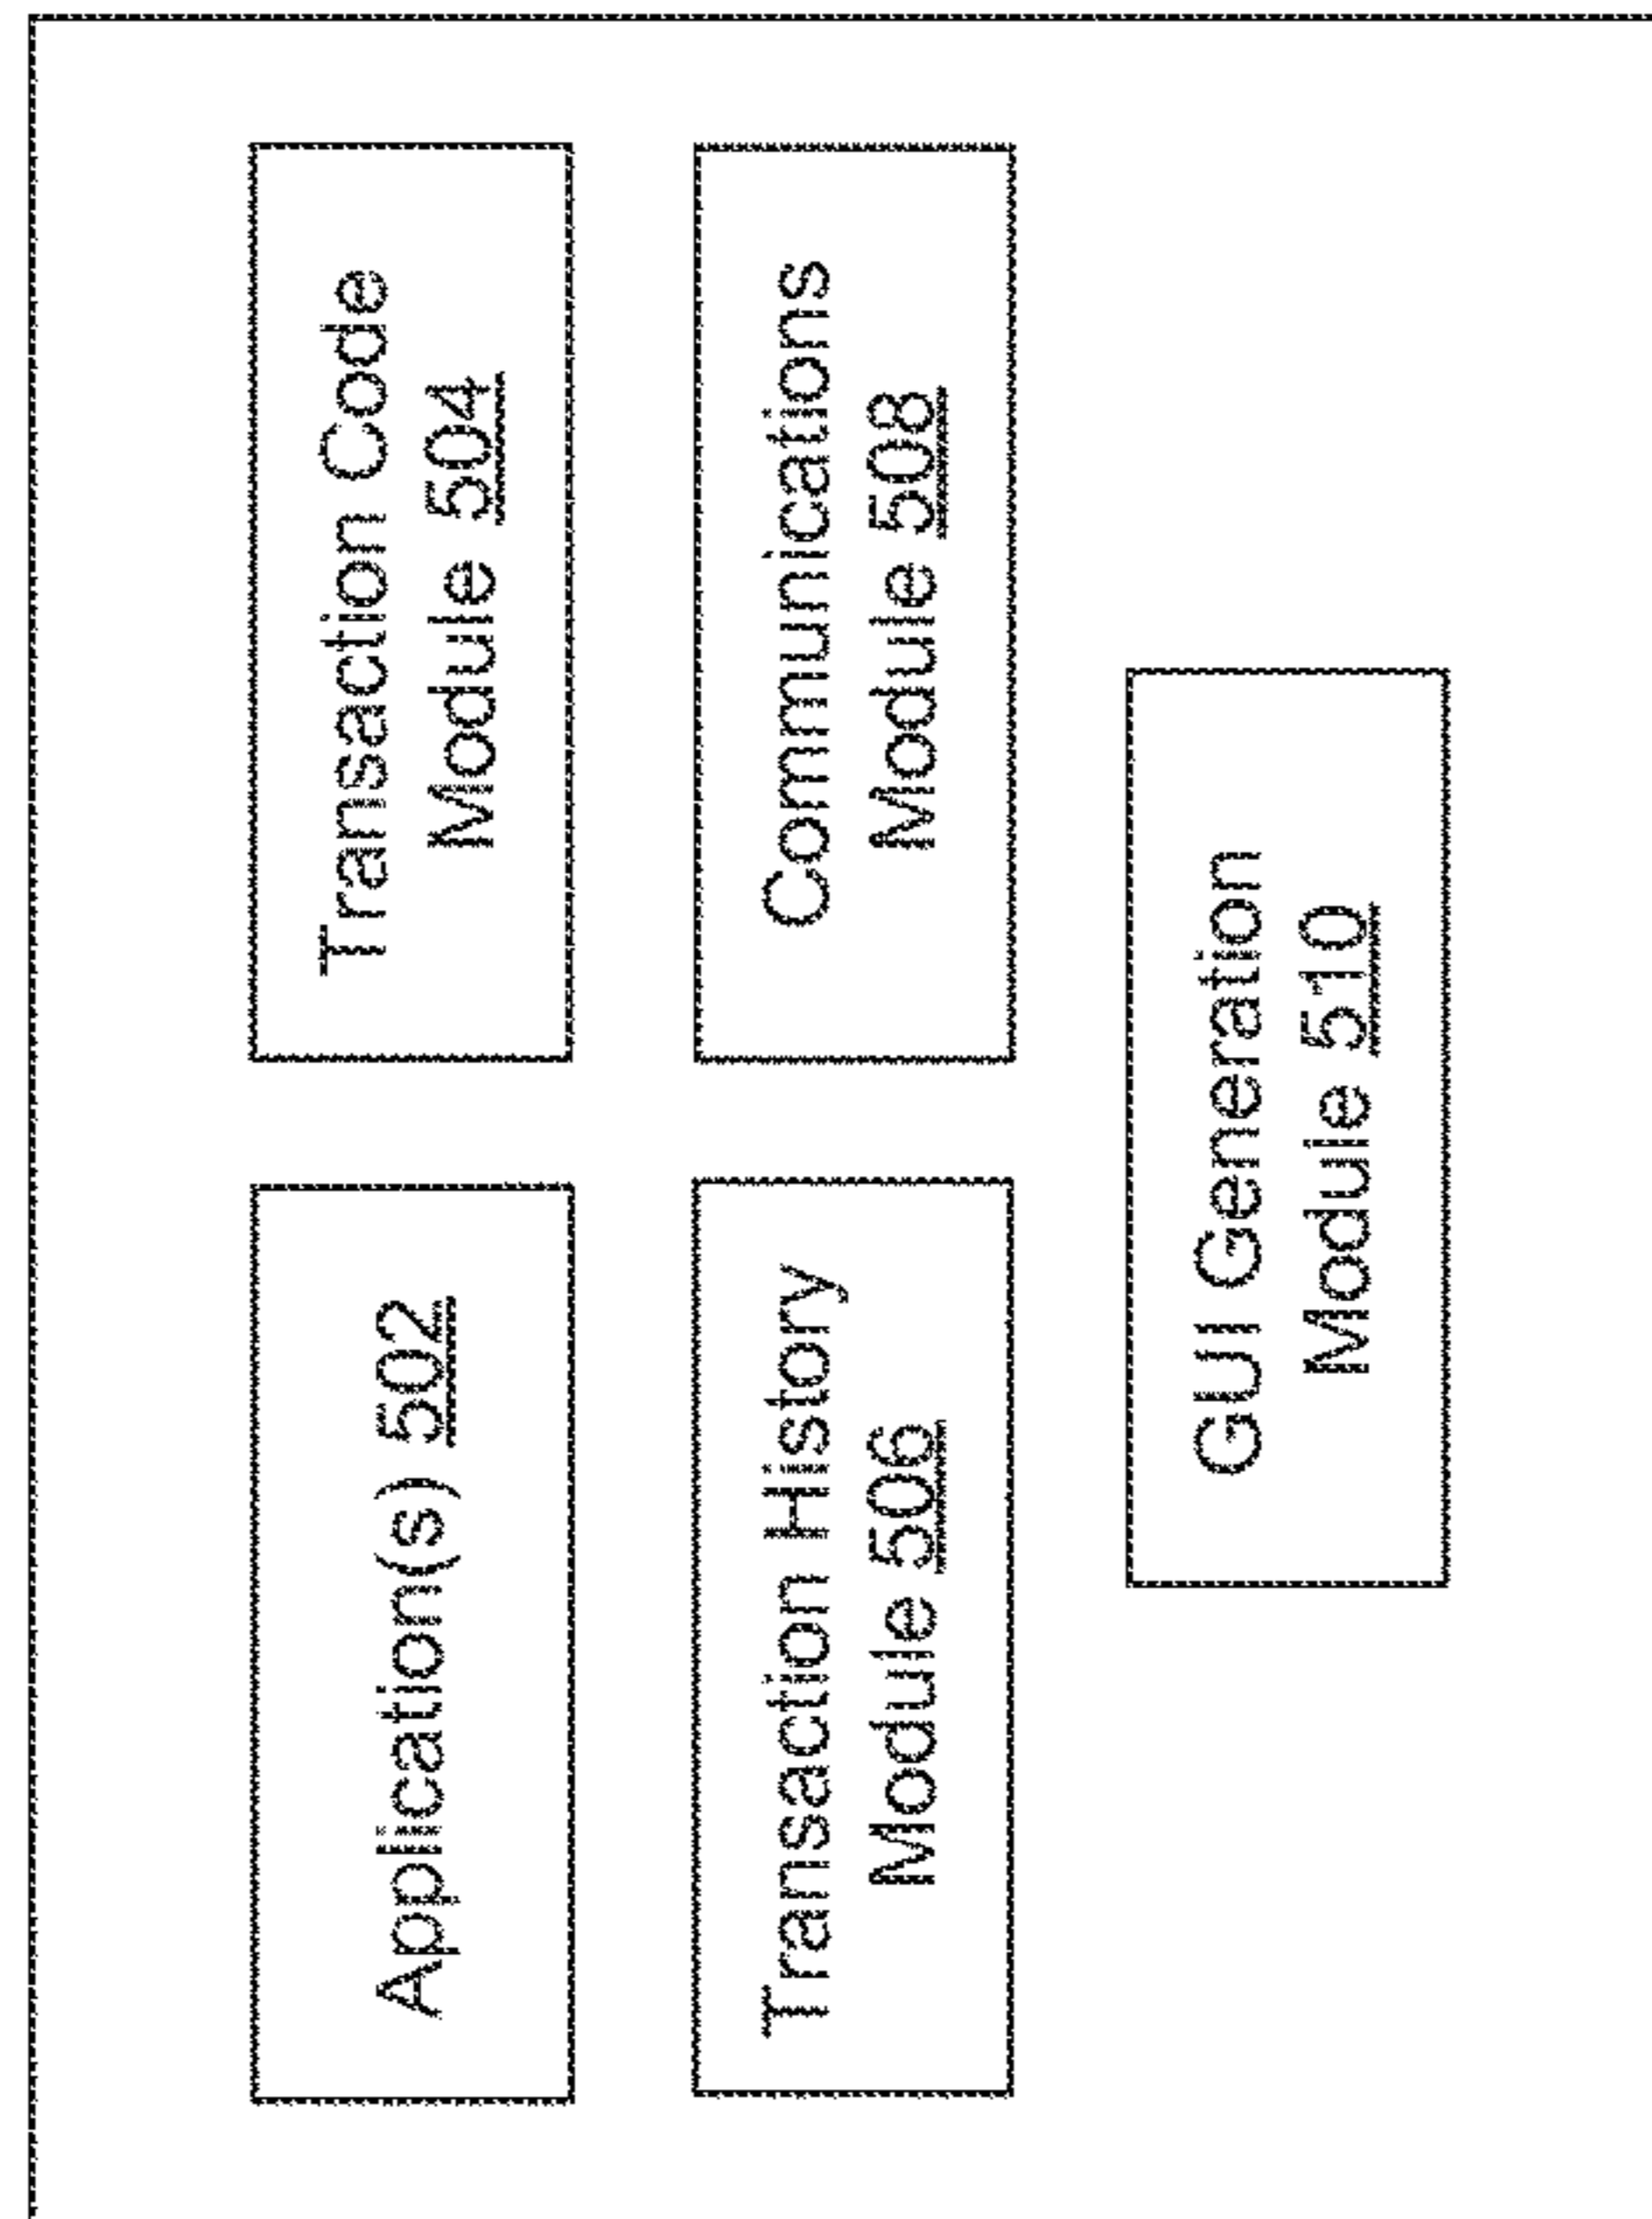 Application(s) 502
Transaction Code
Module 504
Transaction History
Module 506
Communications
Module 508
GUI Generation
Module 510